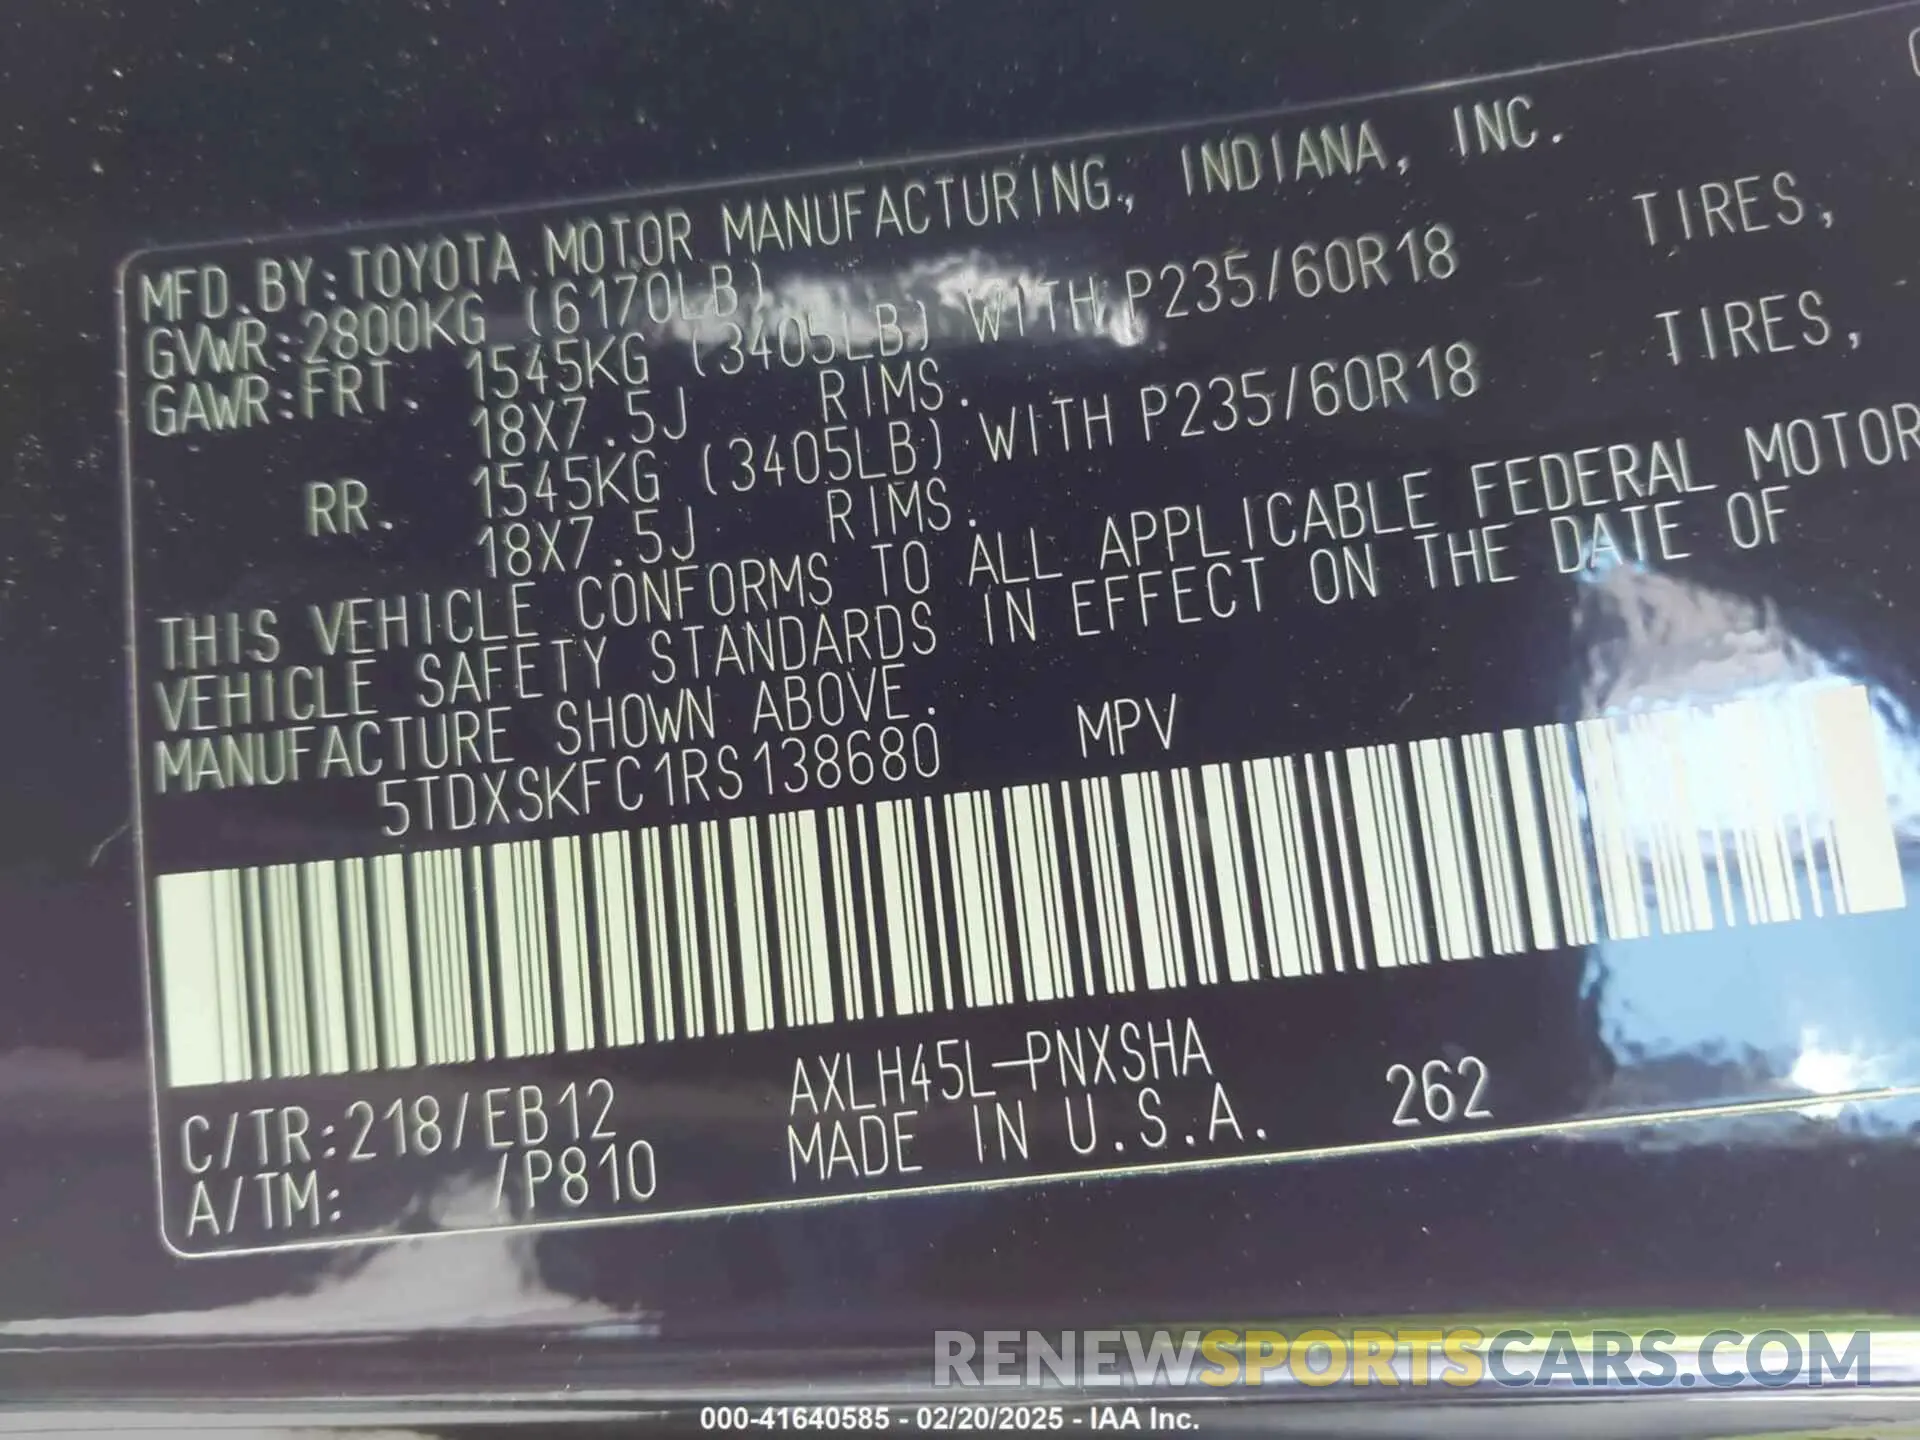 MFD.BY:TOYOTA MOTOR MANUFACTURING, INDIANA, INC.
GVWR:2800KG (6170LB)
GAWR:FRT. 1545KG (3405LB) WITH P235/60R18 TIRES,
18X7.5J RIMS.
RR. 1545KG (3405LB) WITH P235/60R18 TIRES,
18X7.5J RIMS.
THIS VEHICLE CONFORMS TO ALL APPLICABLE FEDERAL MOTOR
VEHICLE SAFETY STANDARDS IN EFFECT ON THE DATE OF
MANUFACTURE SHOWN ABOVE.
5TDXSKFC1RS138680 MPV
AXLH45L-PNXSHA
C/TR:218/EB12 MADE IN U.S.A. 262
A/TM: /P810
RENEWSPORTSCARS.COM
000-41640585 - 02/20/2025 - IAA Inc.